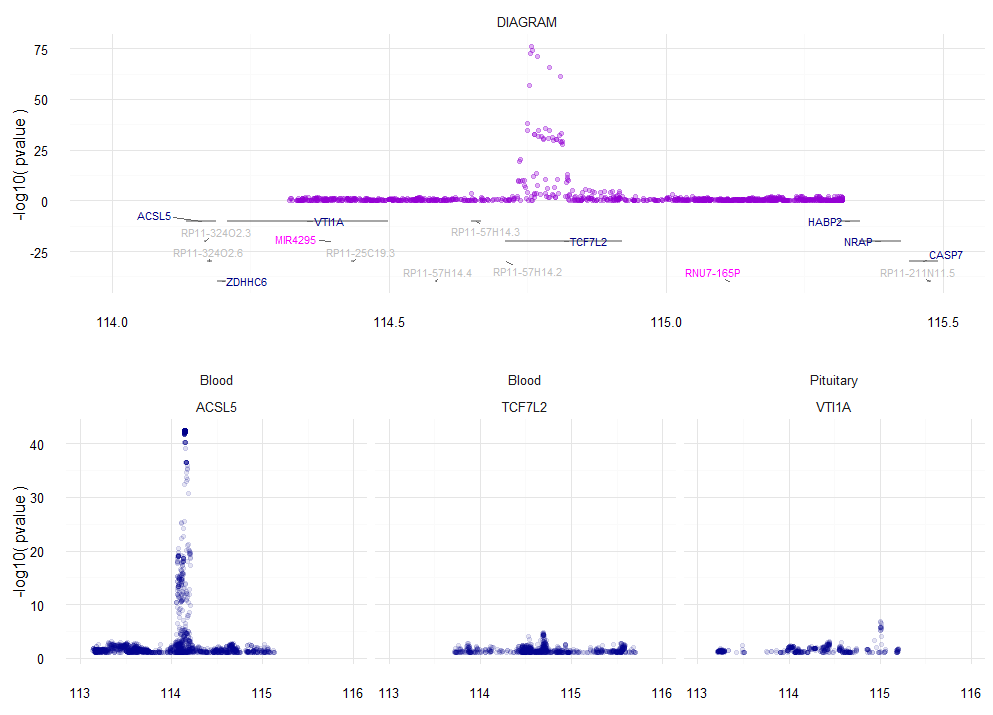 DIAGRAM
75
50
25
0
-25
-log10( pvalue )
ACSL5
VTI1A
HABP2
RP11-324O2.3
RP11-57H14.3
MIR4295
TCF7L2
NRAP
RP11-324O2.6
RP11-25C19.3
CASP7
RP11-57H14.4
RP11-57H14.2
RNU7-165P
RP11-211N11.5
ZDHHC6
114.0
114.5
115.0
115.5
Blood
Blood
Pituitary
ACSL5
TCF7L2
VTI1A
40
30
20
10
0
-log10( pvalue )
113
114
115
116
113
114
115
116
113
114
115
116